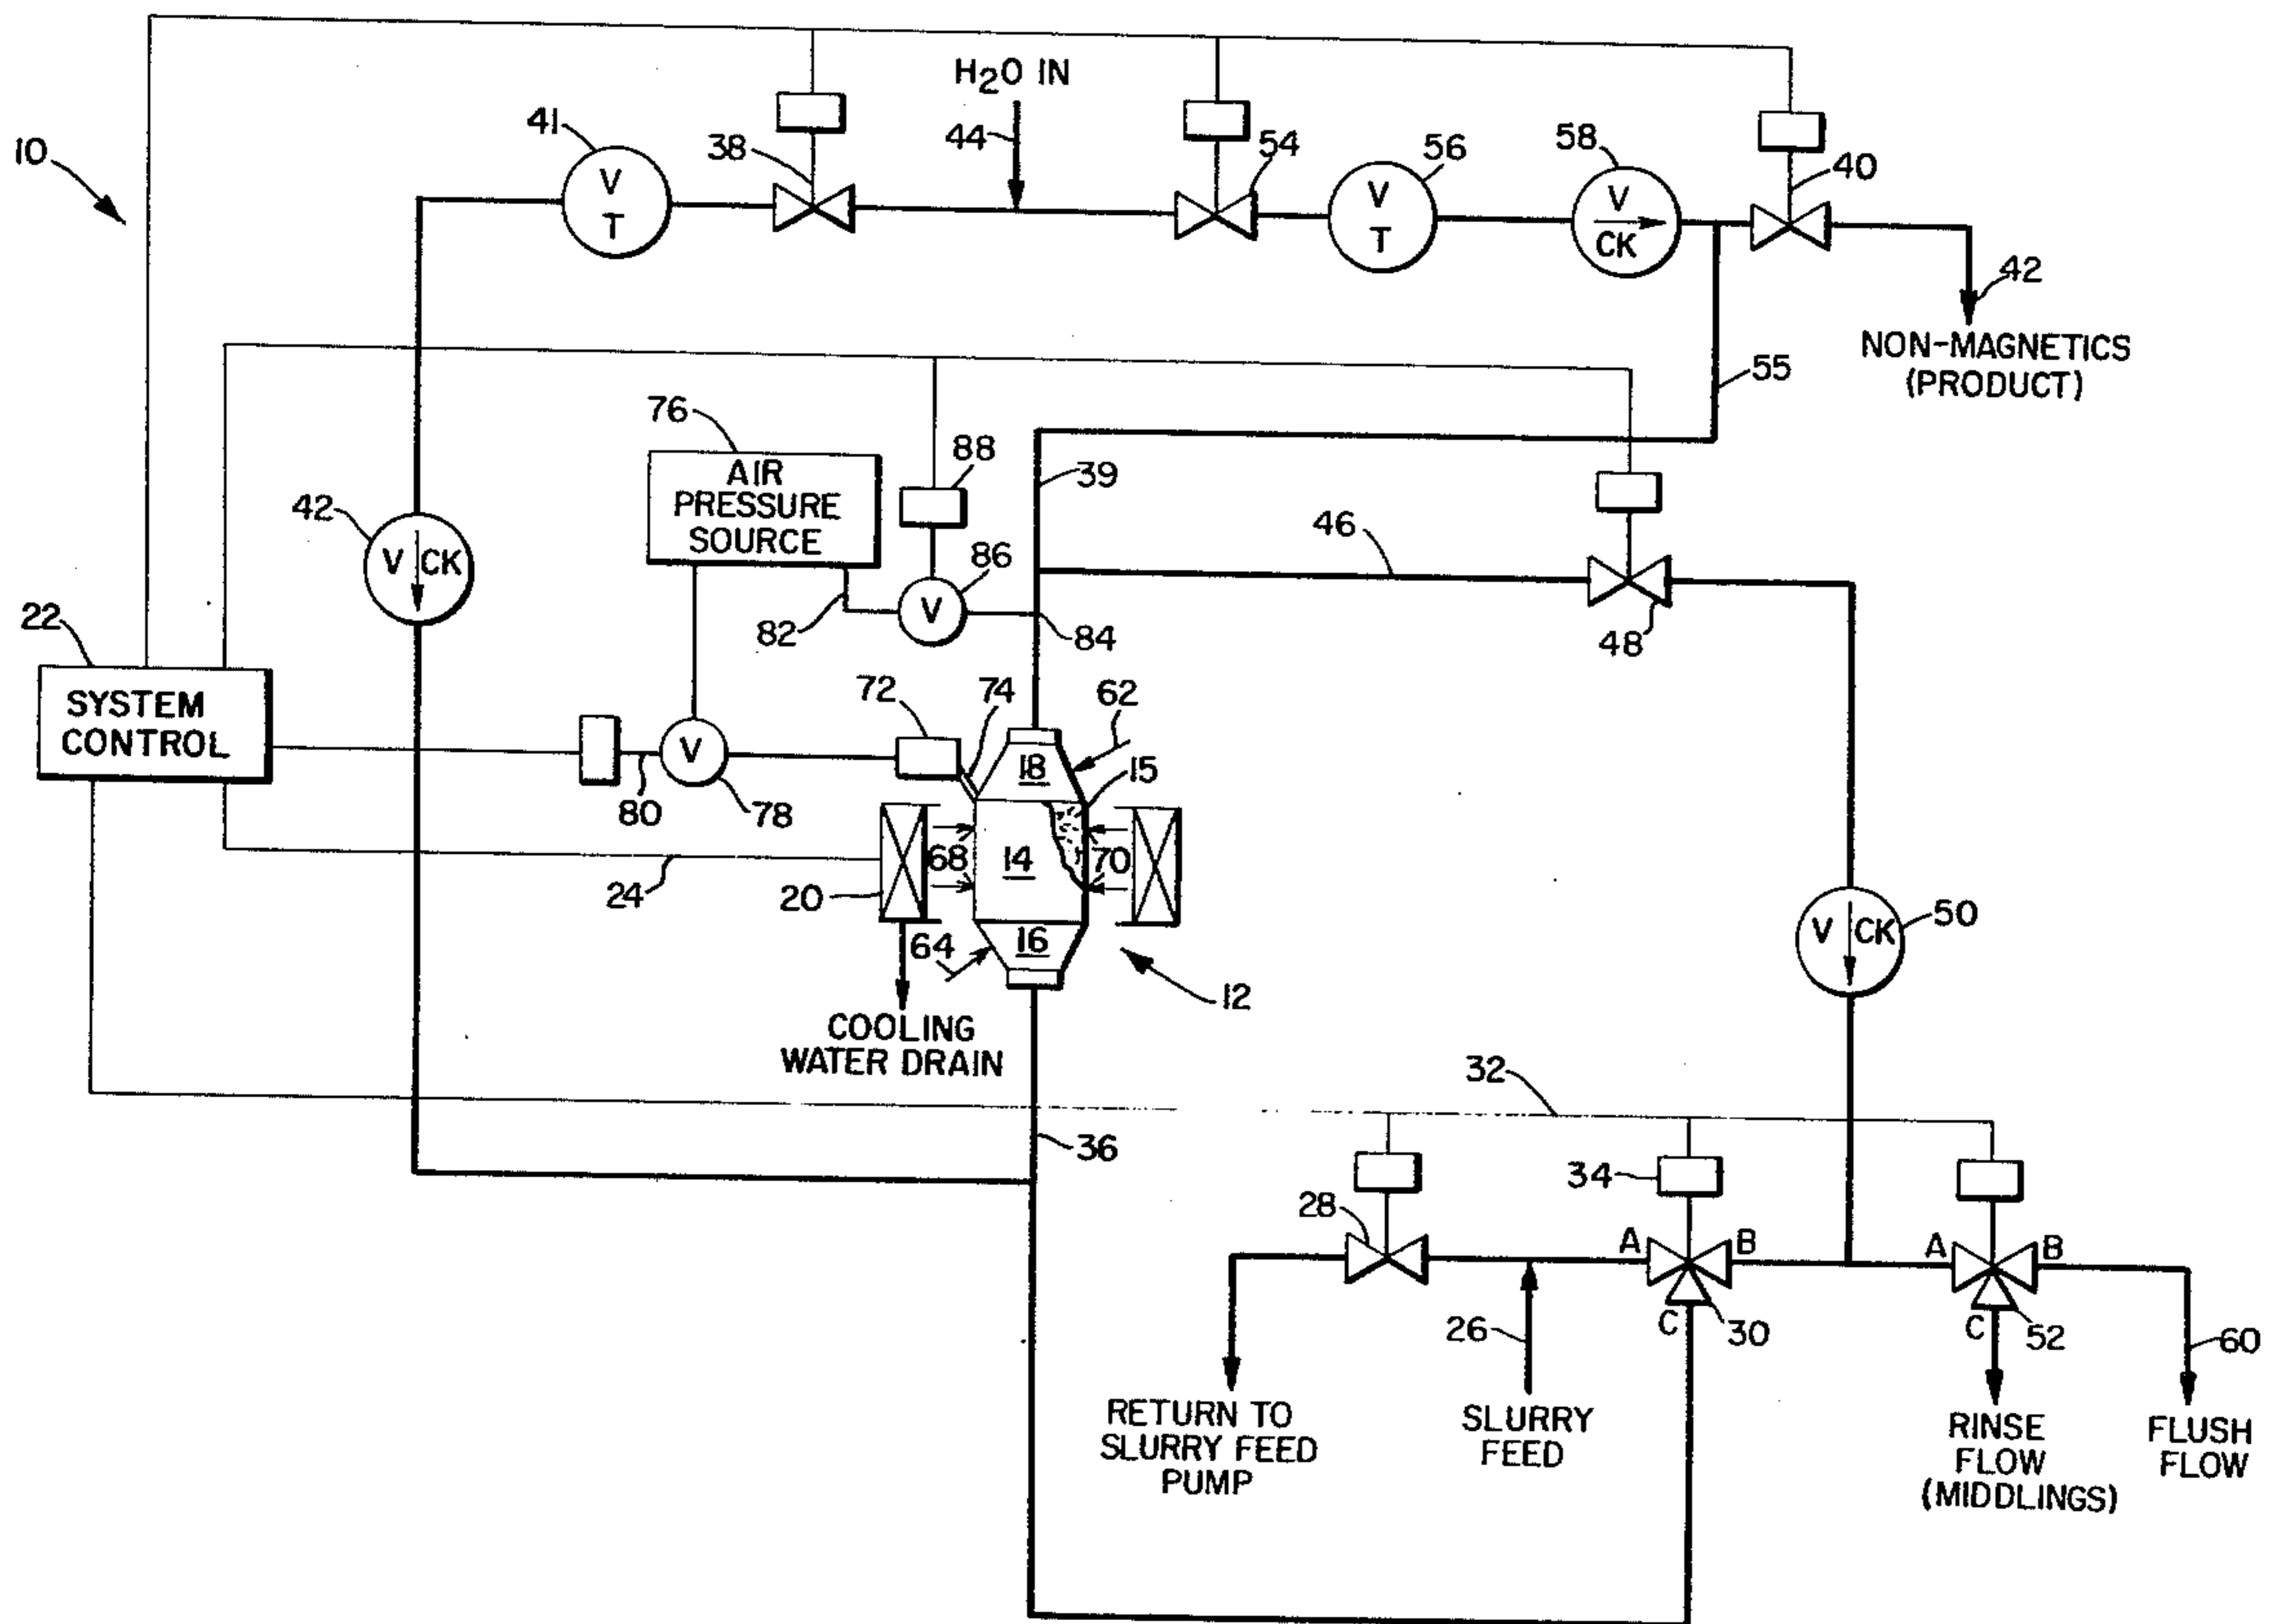 10
41
V
T
38
H2O IN
44
54
56
V
T
58
V
CK
40
42
NON-MAGNETICS
(PRODUCT)
55
76
AIR
PRESSURE
SOURCE
88
39
42
V CK
82
86
V
84
46
48
22
SYSTEM
CONTROL
80
V
78
72
74
62
18
15
68
14
70
24
20
64
16
12
COOLING
WATER DRAIN
V CK
50
36
32
28
34
A
B
C
30
A
B
C
52
26
60
RETURN TO
SLURRY FEED
PUMP
SLURRY
FEED
RINSE
FLOW
(MIDDLINGS)
FLUSH
FLOW